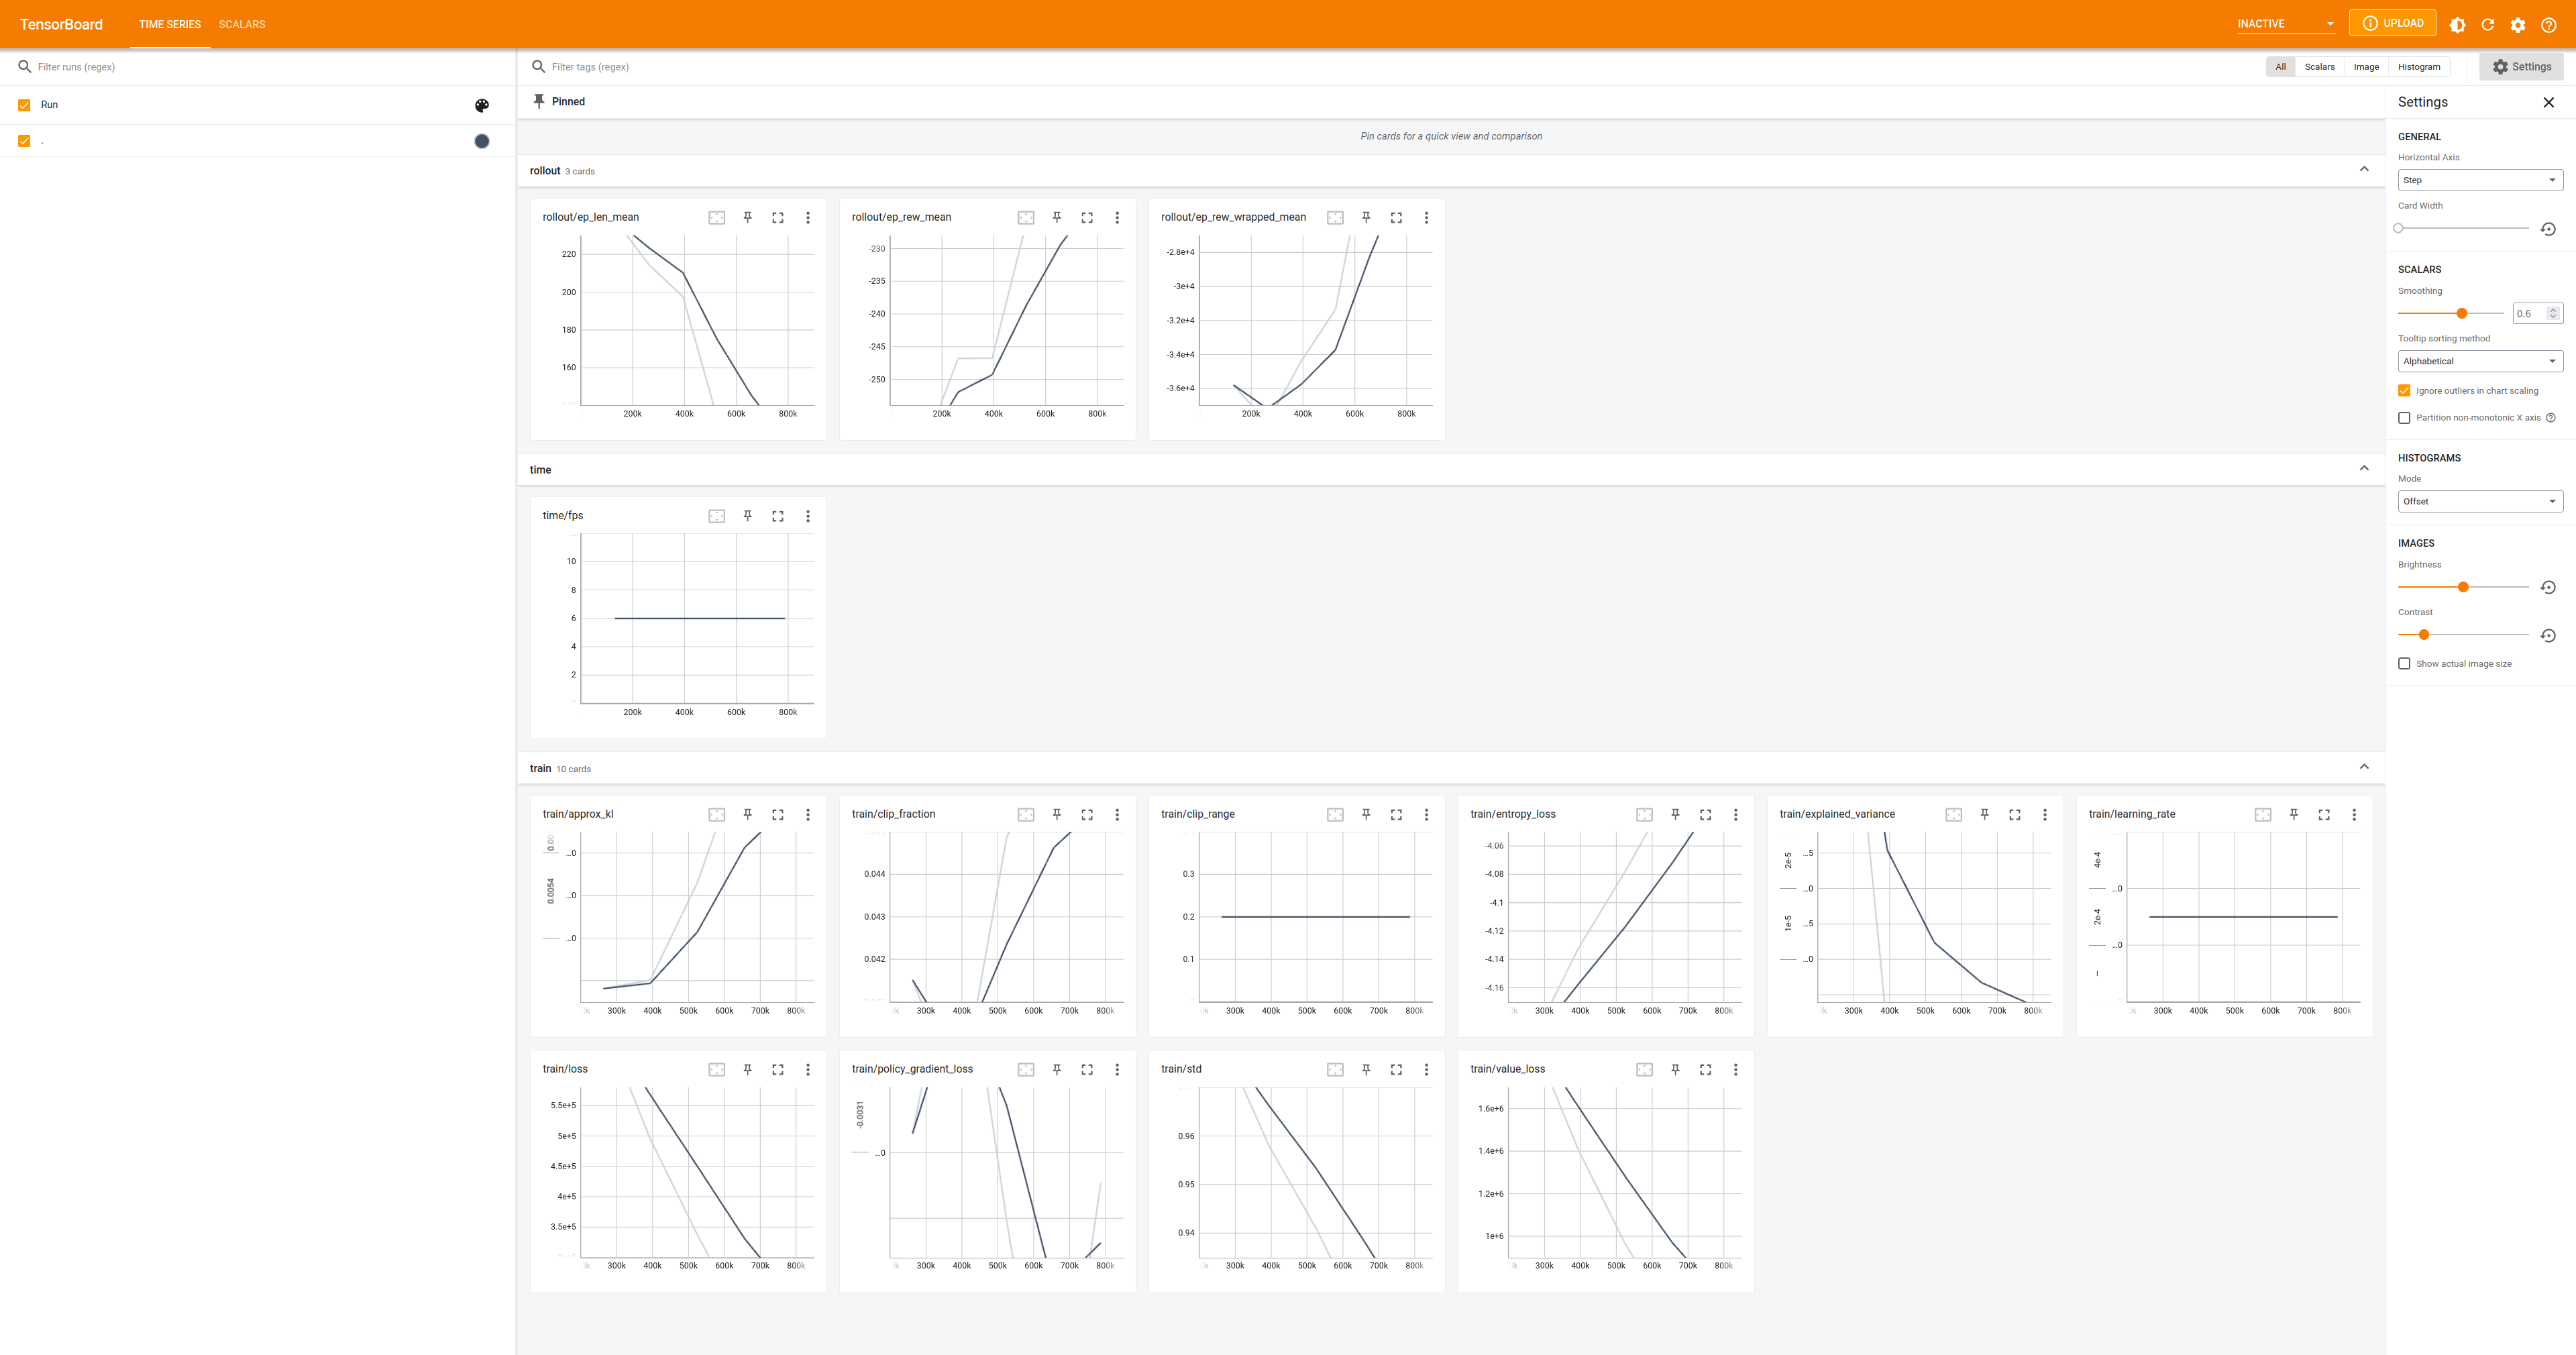 TensorBoard
TIME SERIES
SCALARS
INACTIVE
UPLOAD
Filter runs (regex)
Run
.
Filter tags (regex)
All
Scalars
Image
Histogram
Settings
Pinned
Pin cards for a quick view and comparison
rollout 3 cards
rollout/ep_len_mean
220
200
180
160
200k 400k 600k 800k
rollout/ep_rew_mean
-230
-235
-240
-245
-250
200k 400k 600k 800k
rollout/ep_rew_wrapped_mean
-2.8e+4
-3e+4
-3.2e+4
-3.4e+4
-3.6e+4
200k 400k 600k 800k
time
time/fps
10
8
6
4
2
200k 400k 600k 800k
train 10 cards
train/approx_kl
0.00
0.0054
...0
...0
...0
300k 400k 500k 600k 700k 800k
train/clip_fraction
0.044
0.043
0.042
300k 400k 500k 600k 700k 800k
train/clip_range
0.3
0.2
0.1
300k 400k 500k 600k 700k 800k
train/entropy_loss
-4.06
-4.08
-4.1
-4.12
-4.14
-4.16
300k 400k 500k 600k 700k 800k
train/explained_variance
2e-5
1e-5
...5
...0
...5
...0
300k 400k 500k 600k 700k 800k
train/learning_rate
4e-4
2e-4
...0
...0
300k 400k 500k 600k 700k 800k
train/loss
5.5e+5
5e+5
4.5e+5
4e+5
3.5e+5
300k 400k 500k 600k 700k 800k
train/policy_gradient_loss
-0.0031
...0
300k 400k 500k 600k 700k 800k
train/std
0.96
0.95
0.94
300k 400k 500k 600k 700k 800k
train/value_loss
1.6e+6
1.4e+6
1.2e+6
1e+6
300k 400k 500k 600k 700k 800k
Settings
GENERAL
Horizontal Axis
Step
Card Width
SCALARS
Smoothing
0.6
Tooltip sorting method
Alphabetical
Ignore outliers in chart scaling
Partition non-monotonic X axis
HISTOGRAMS
Mode
Offset
IMAGES
Brightness
Contrast
Show actual image size